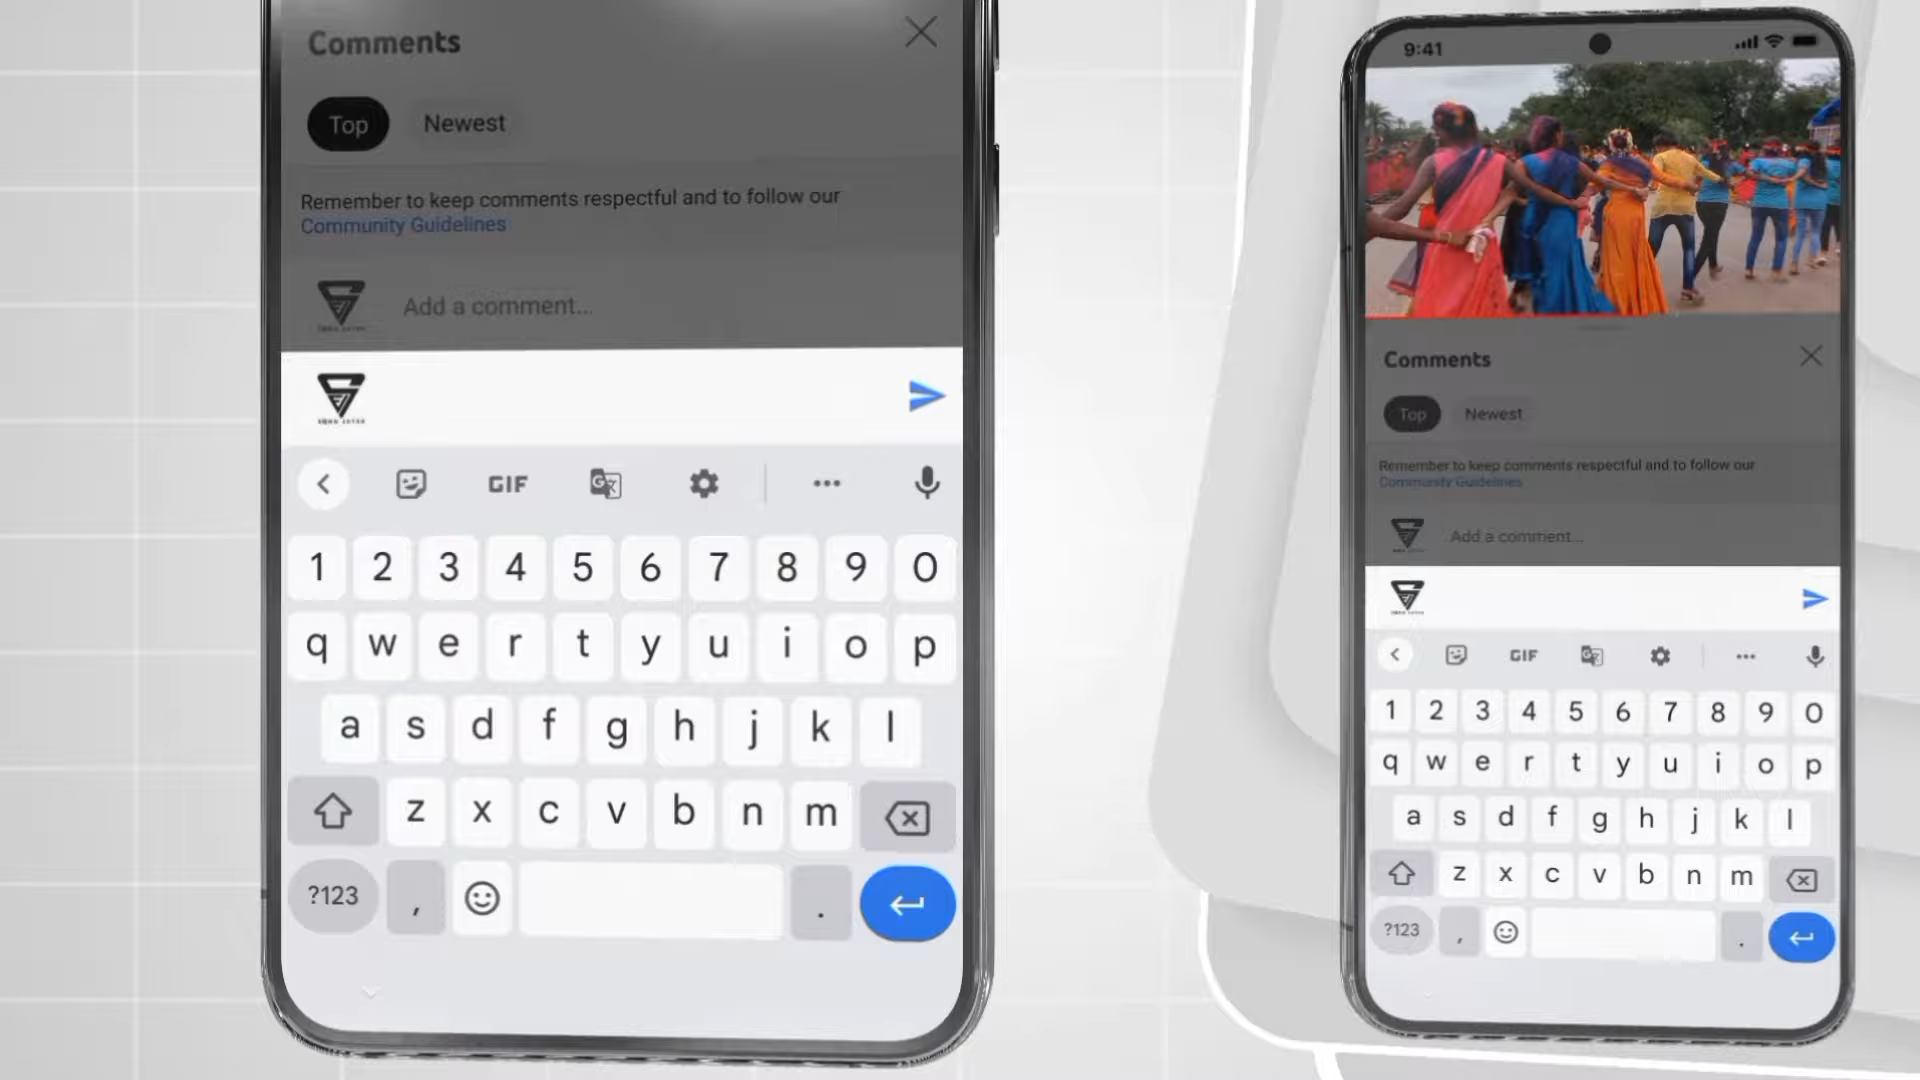 Comments
Top
Newest
Remember to keep comments respectful and to follow our
Community Guidelines
Add a comment...
GIF
1 2 3 4 5 6 7 8 9 0
q w e r t y u i o p
a s d f g h j k l
z x c v b n m
?123 , .
9:41
Comments
Top
Newest
Remember to keep comments respectful and to follow our
Community Guidelines
Add a comment...
GIF
1 2 3 4 5 6 7 8 9 0
q w e r t y u i o p
a s d f g h j k l
z x c v b n m
?123 , .